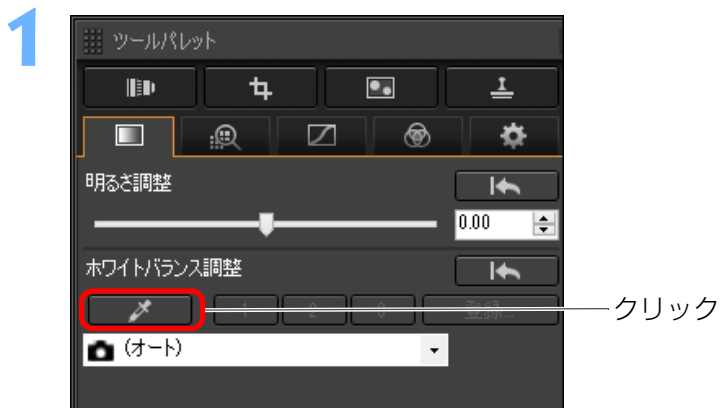 1
ツールパレット
明るさ調整
0.00
ホワイトバランス調整
1 2 3 登録...
クリック
(オート)